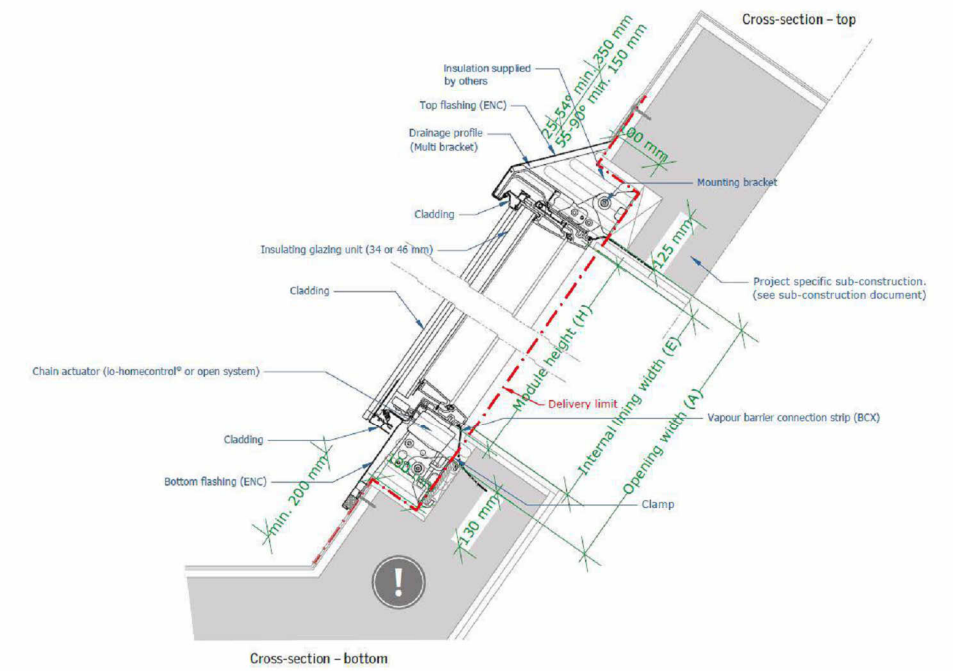 Cross-section – top
25-54° min. 350 mm
55-90° min. 150 mm
Insulation supplied
by others
Top flashing (ENC)
Drainage profile
(Multi bracket)
100 mm
Mounting bracket
Cladding
Insulating glazing unit (34 or 46 mm)
125 mm
Project specific sub-construction.
(see sub-construction document)
Cladding
Module height (H)
Internal lining width (E)
Opening width (A)
Chain actuator (io-homecontrol® or open system)
Delivery limit
Vapour barrier connection strip (BCX)
Cladding
Bottom flashing (ENC)
min. 200 mm
Clamp
130 mm
!
Cross-section – bottom